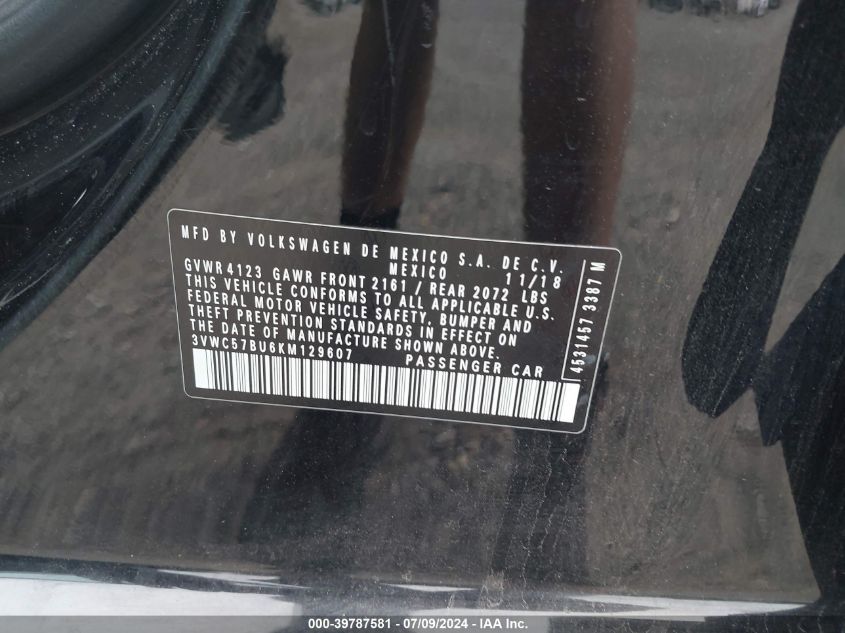 MFD BY VOLKSWAGEN DE MEXICO S.A. DE C.V.
MEXICO 11/18
GVWR 4123 GAWR FRONT 2161 / REAR 2072 LBS
THIS VEHICLE CONFORMS TO ALL APPLICABLE U.S.
FEDERAL MOTOR VEHICLE SAFETY, BUMPER AND
THEFT PREVENTION STANDARDS IN EFFECT ON
THE DATE OF MANUFACTURE SHOWN ABOVE.
3VWC57BU6KM129607 PASSENGER CAR
4531457 3387 M
000-39787581 - 07/09/2024 - IAA Inc.